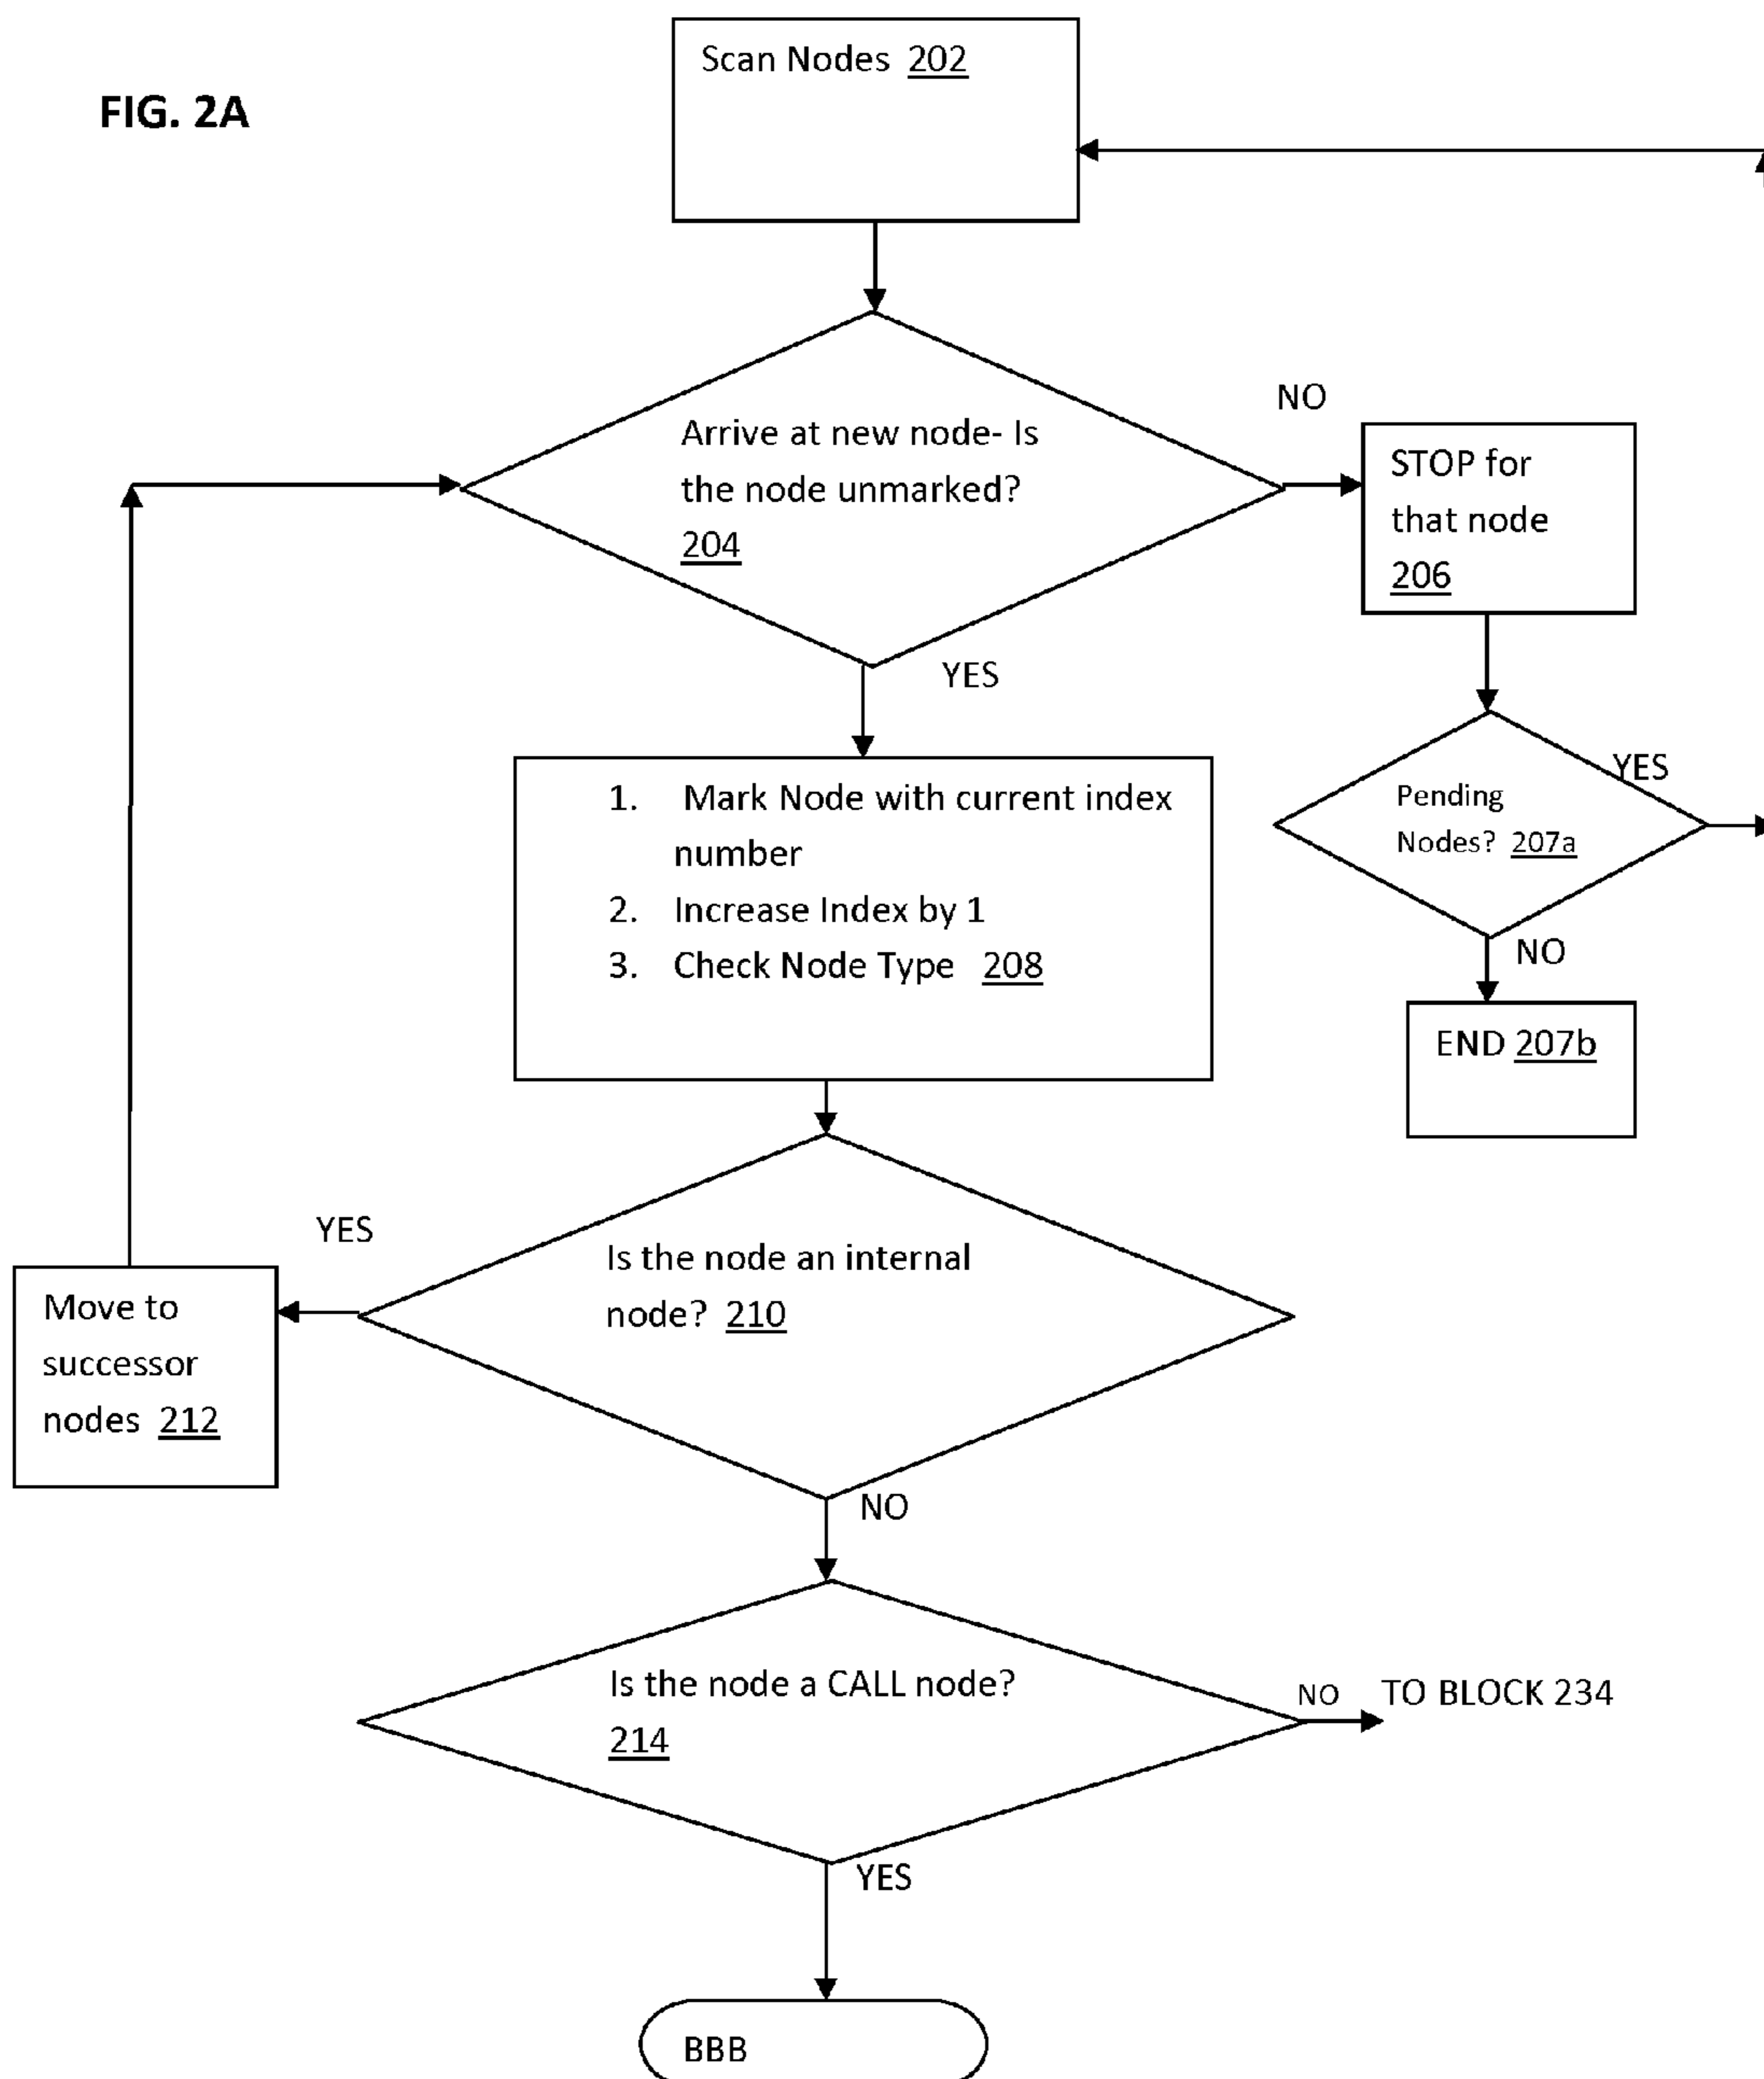 Scan Nodes 202
FIG. 2A
NO
Arrive at new node- Is
the node unmarked?
204
STOP for
that node
206
YES
YES
Pending
Nodes? 207a
1. Mark Node with current index
number
2. Increase Index by 1
3. Check Node Type 208
NO
END 207b
YES
Is the node an internal
node? 210
Move to
successor
nodes 212
NO
Is the node a CALL node?
214
NO
TO BLOCK 234
YES
BBB